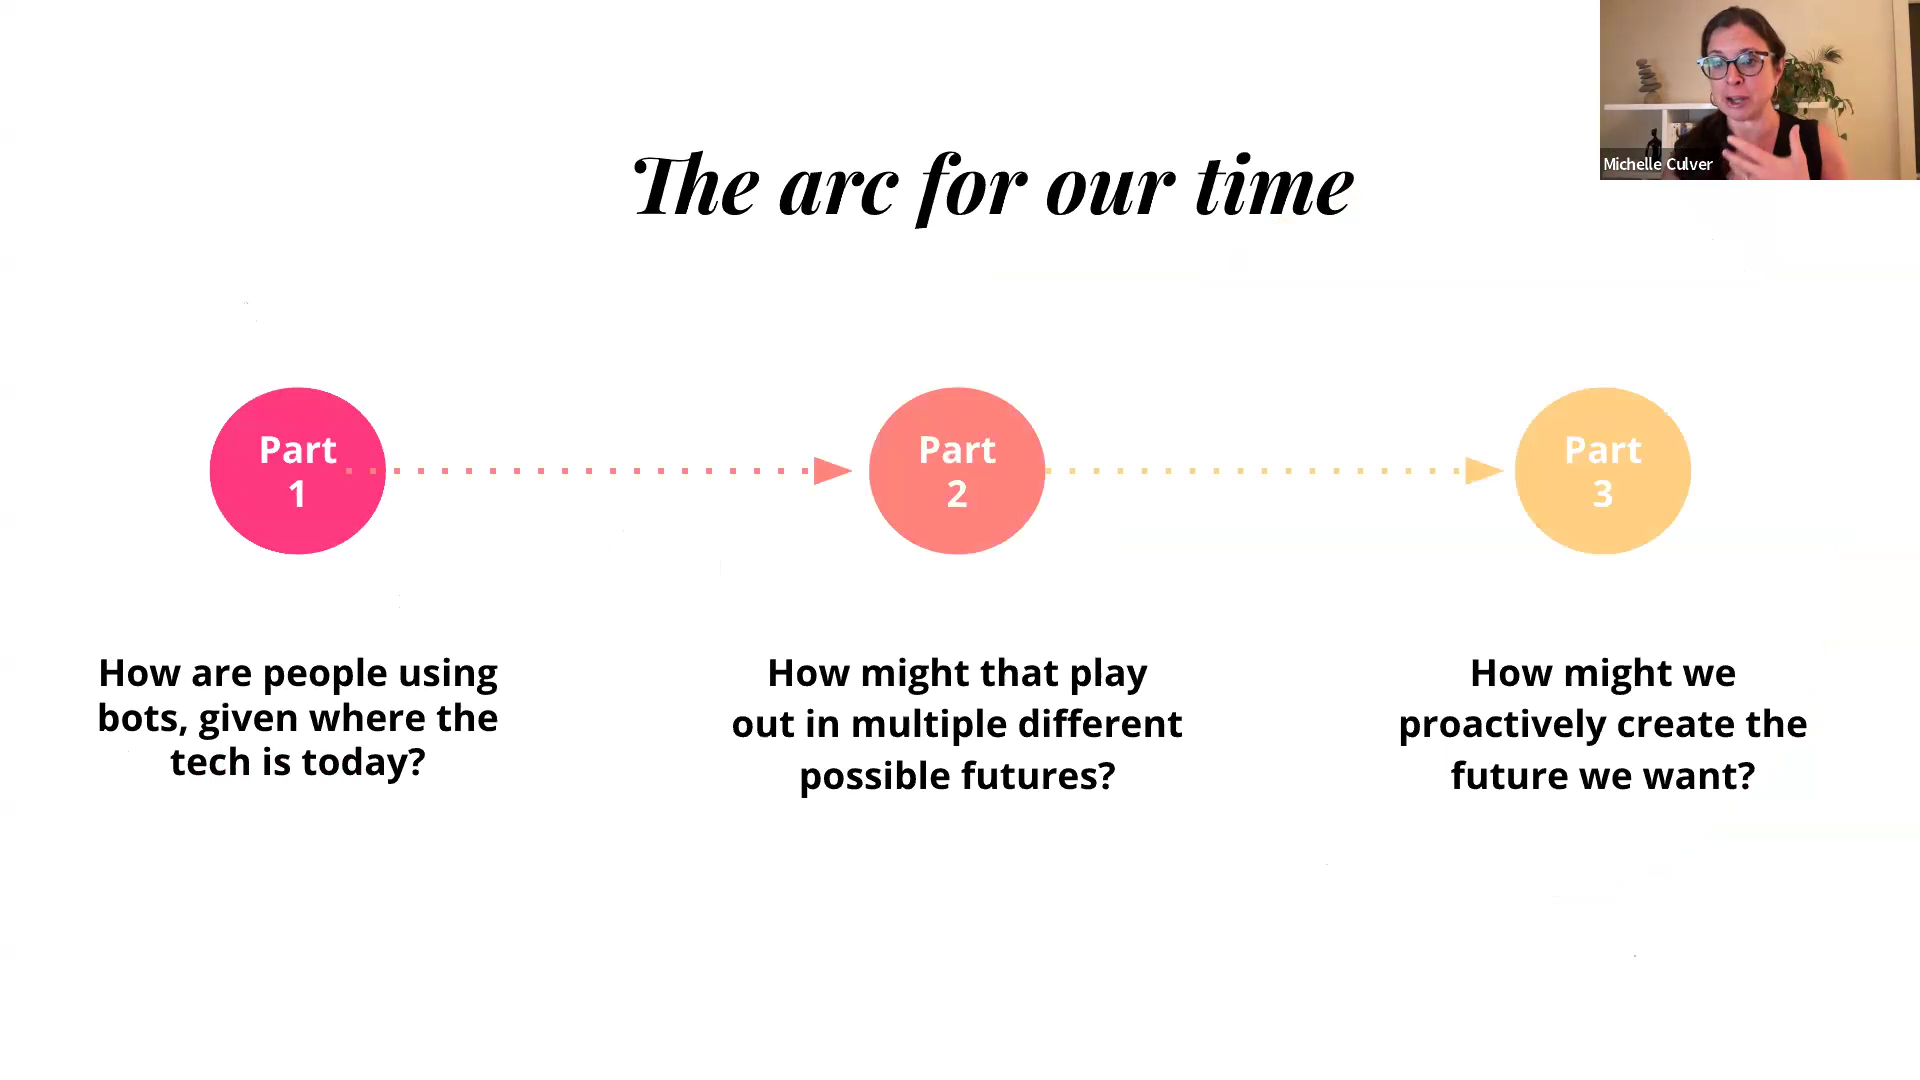 Michelle Culver
The arc for our time
Part
1
Part
2
Part
3
How are people using
bots, given where the
tech is today?
How might that play
out in multiple different
possible futures?
How might we
proactively create the
future we want?